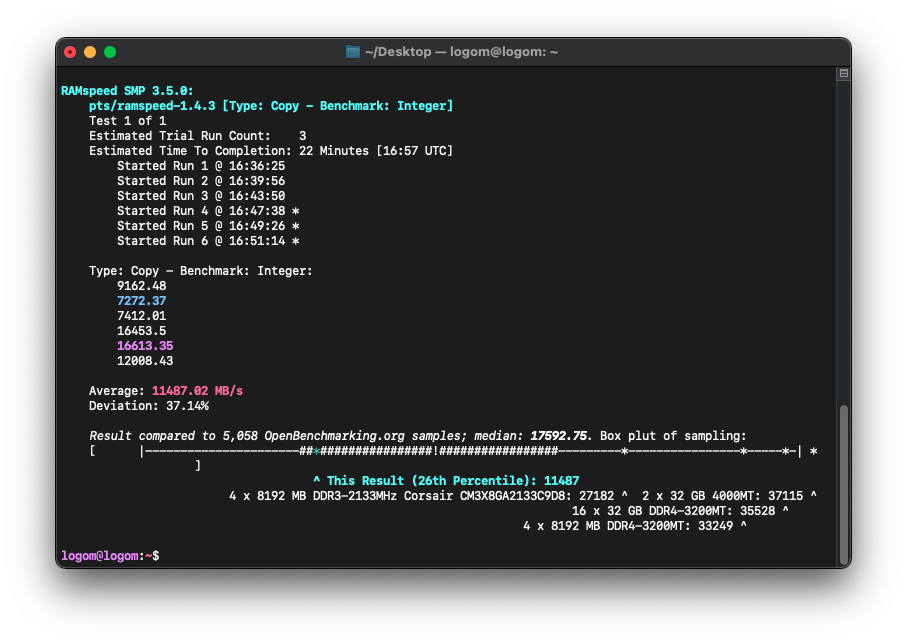 ~/Desktop — logom@logom: ~
RAMspeed SMP 3.5.0:
pts/ramspeed-1.4.3 [Type: Copy - Benchmark: Integer]
Test 1 of 1
Estimated Trial Run Count:    3
Estimated Time To Completion: 22 Minutes [16:57 UTC]
Started Run 1 @ 16:36:25
Started Run 2 @ 16:39:56
Started Run 3 @ 16:43:50
Started Run 4 @ 16:47:38 *
Started Run 5 @ 16:49:26 *
Started Run 6 @ 16:51:14 *
Type: Copy - Benchmark: Integer:
9162.48
7272.37
7412.01
16453.5
16613.35
12008.43
Average: 11487.02 MB/s
Deviation: 37.14%
Result compared to 5,058 OpenBenchmarking.org samples; median: 17592.75. Box plut of sampling:
[      |----------------------##*################!#################---------*----------------*-----*-| *
]
^ This Result (26th Percentile): 11487
4 x 8192 MB DDR3-2133MHz Corsair CM3X8GA2133C9D8: 27182 ^  2 x 32 GB 4000MT: 37115 ^
16 x 32 GB DDR4-3200MT: 35528 ^
4 x 8192 MB DDR4-3200MT: 33249 ^
logom@logom:~$